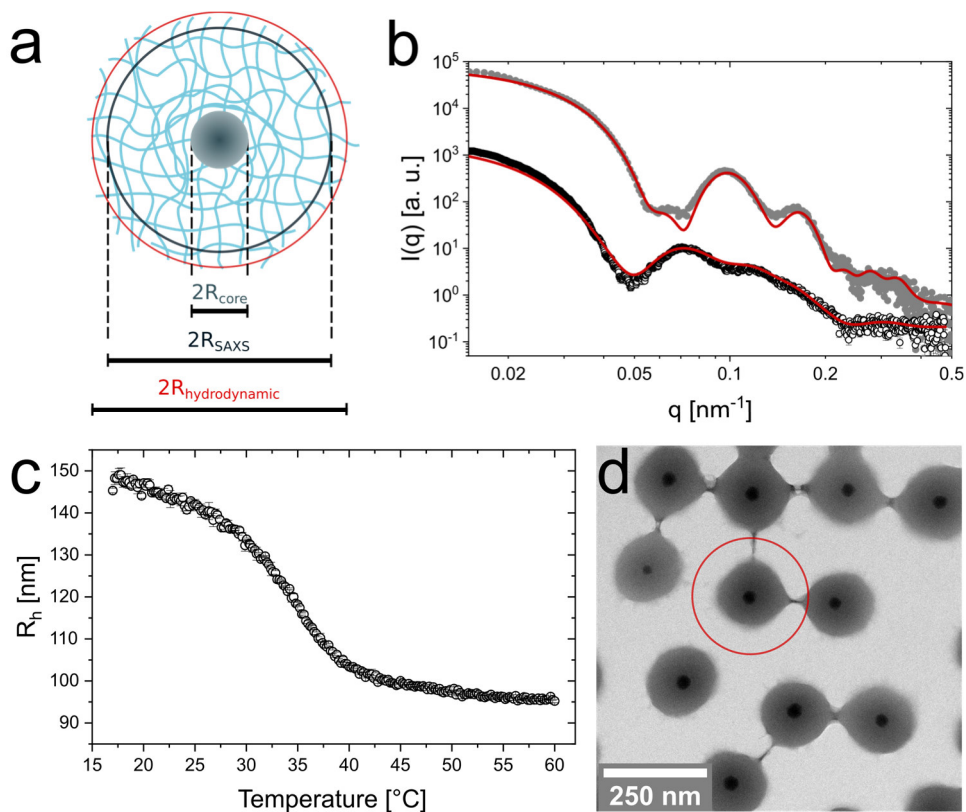 a
2R_core
2R_SAXS
2R_hydrodynamic
b
I(q) [a. u.]
10^5
10^4
10^3
10^2
10^1
10^0
10^-1
0.02 0.05 0.1 0.2 0.5
q [nm^-1]
c
R_h [nm]
150
140
130
120
110
100
90
15 20 25 30 35 40 45 50 55 60
Temperature [°C]
d
250 nm